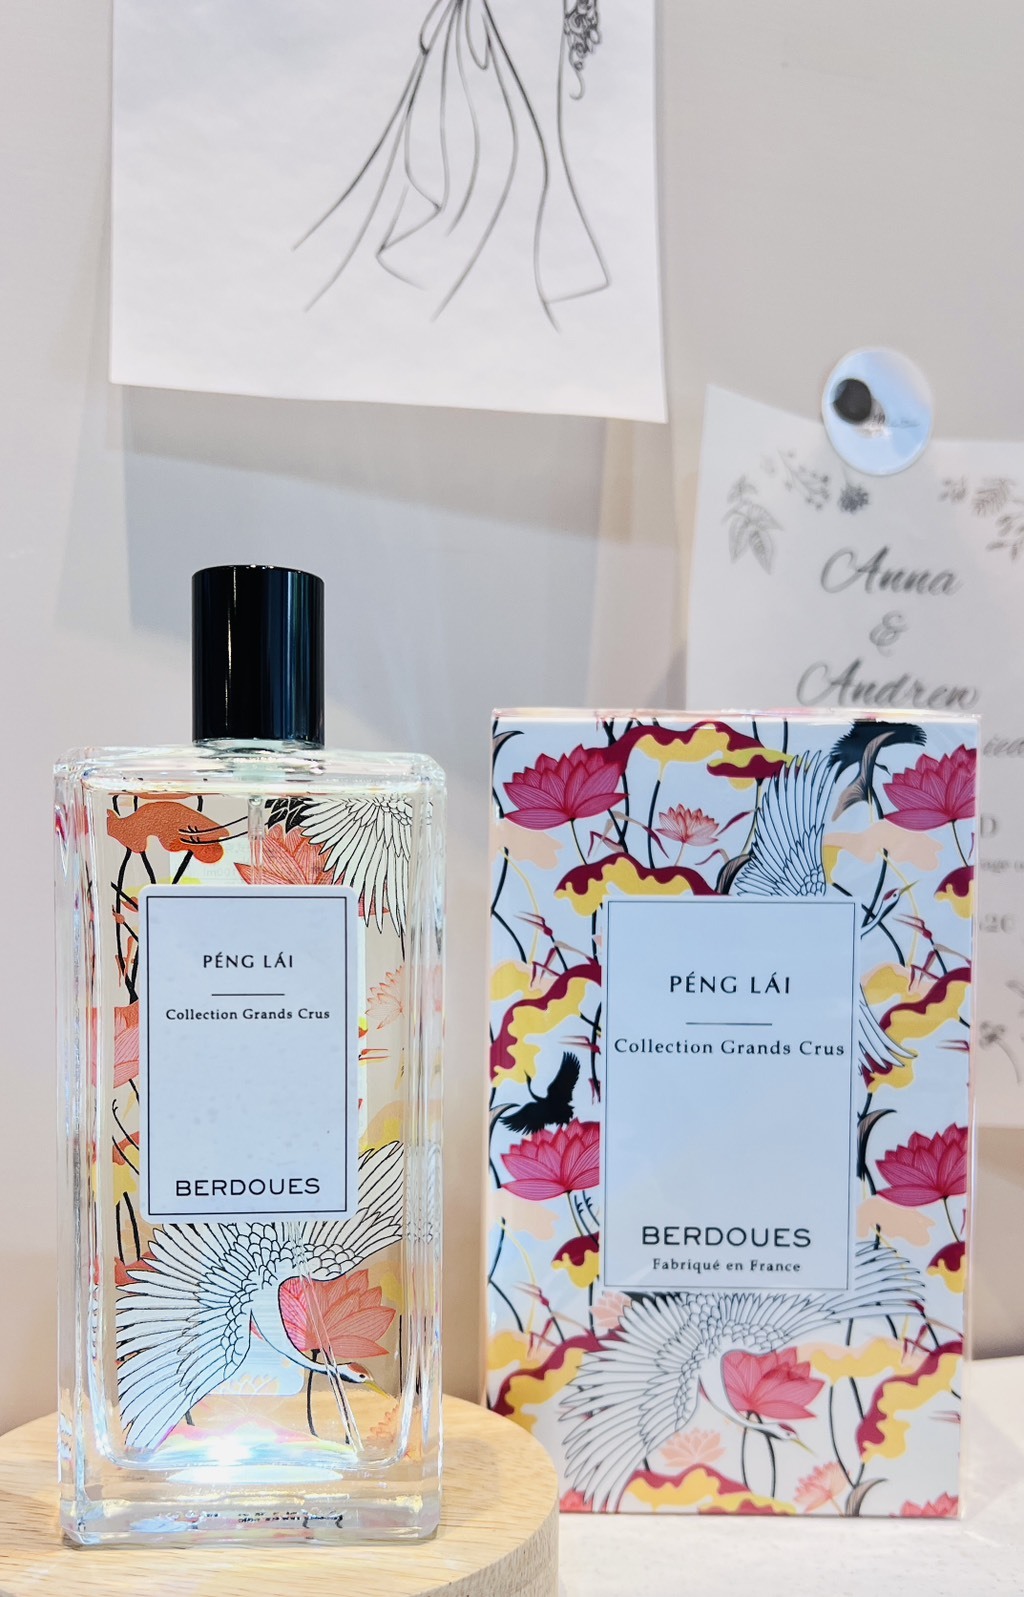 Anna
&
Andrew
PÉNG LÁI
Collection Grands Crus
BERDOUES
PÉNG LÁI
Collection Grands Crus
BERDOUES
Fabriqué en France